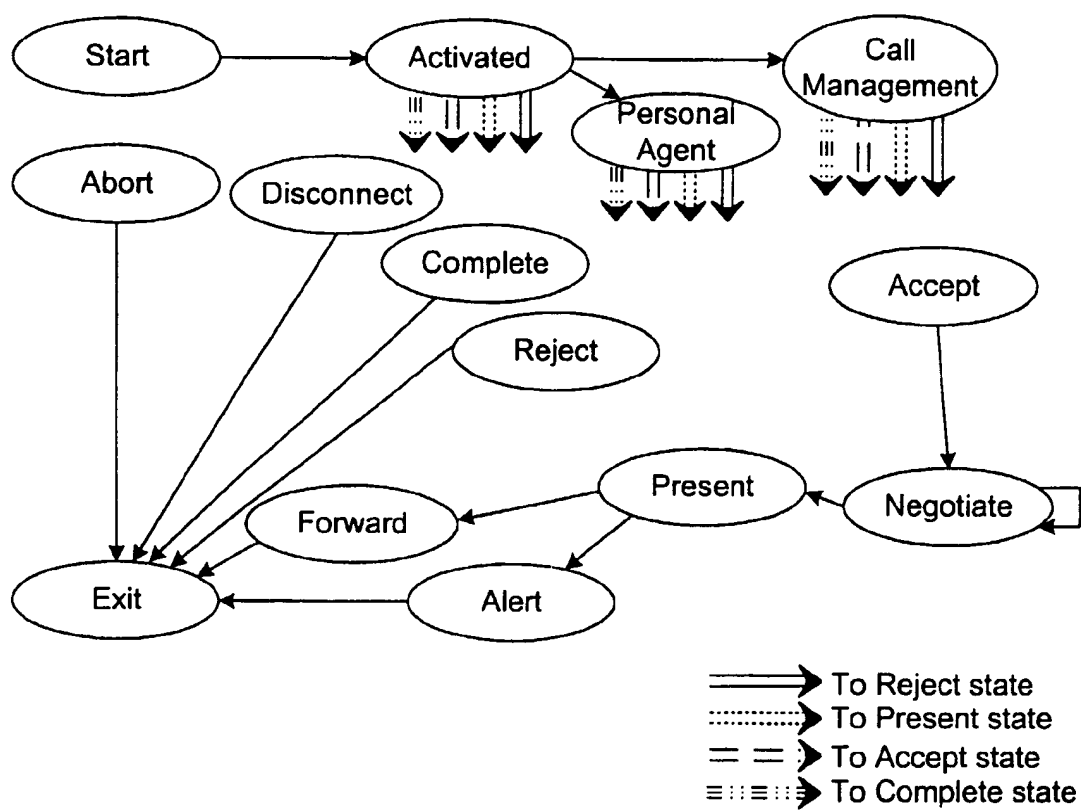 Start
Activated
Call
Management
Personal
Agent
Abort
Disconnect
Complete
Accept
Reject
Present
Negotiate
Forward
Exit
Alert
To Reject state
To Present state
To Accept state
To Complete state